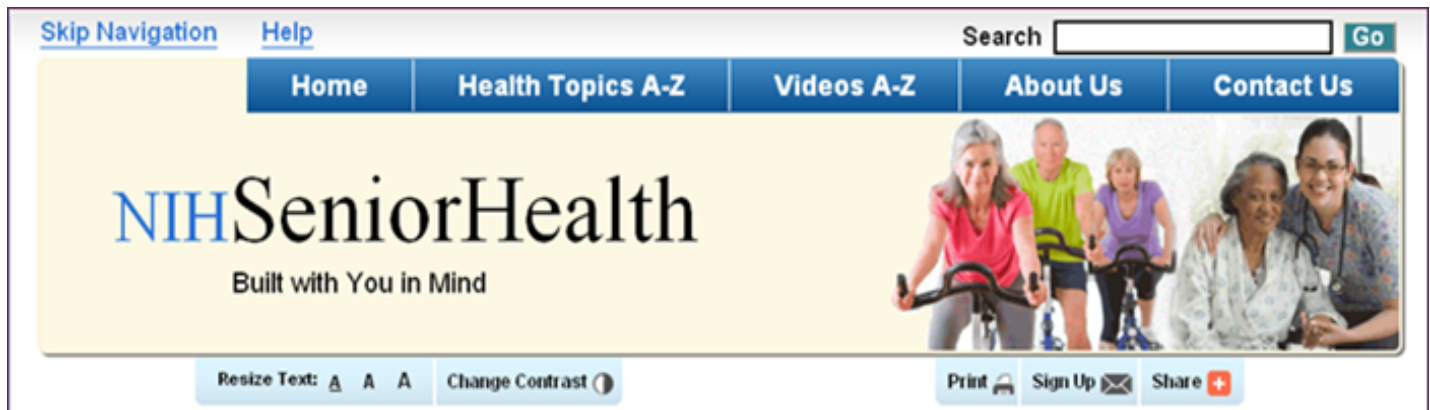 Skip Navigation Help Search Go
Home Health Topics A-Z Videos A-Z About Us Contact Us
NIHSeniorHealth
Built with You in Mind
Resize Text: A A A Change Contrast Print Sign Up Share